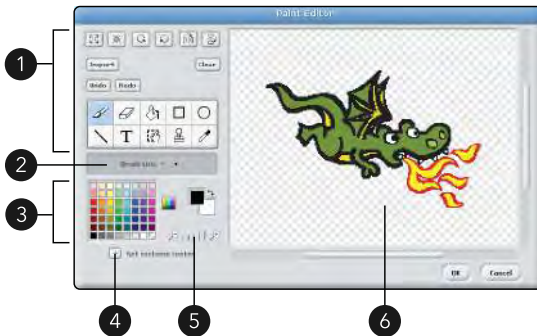 Paint Editor
1
Import Clear
Undo Redo
T
2
Brush size:
3
Set costume center
OK Cancel
4 5 6